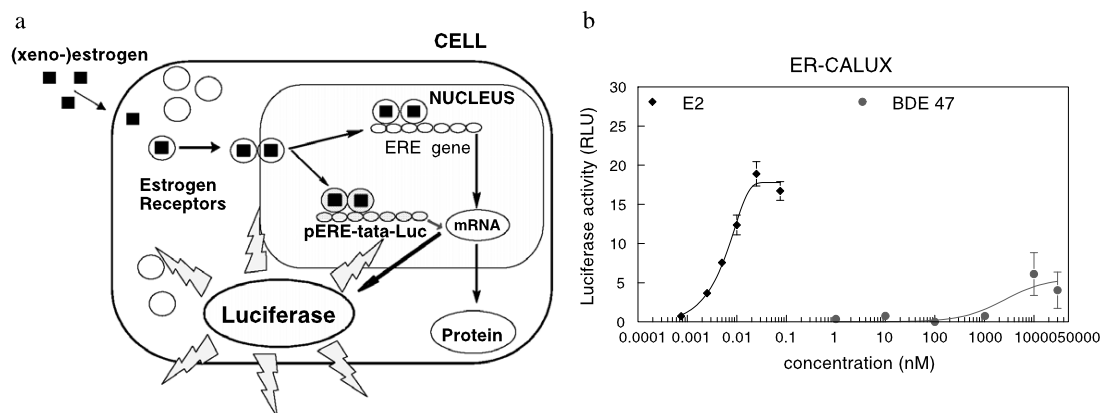 a
(xeno-)estrogen
CELL
NUCLEUS
ERE gene
Estrogen
Receptors
pERE-tata-Luc
mRNA
Luciferase
Protein
b
ER-CALUX
E2
BDE 47
Luciferase activity (RLU)
30
25
20
15
10
5
0
0.0001 0.001 0.01 0.1 1 10 100 1000 1000050000
concentration (nM)